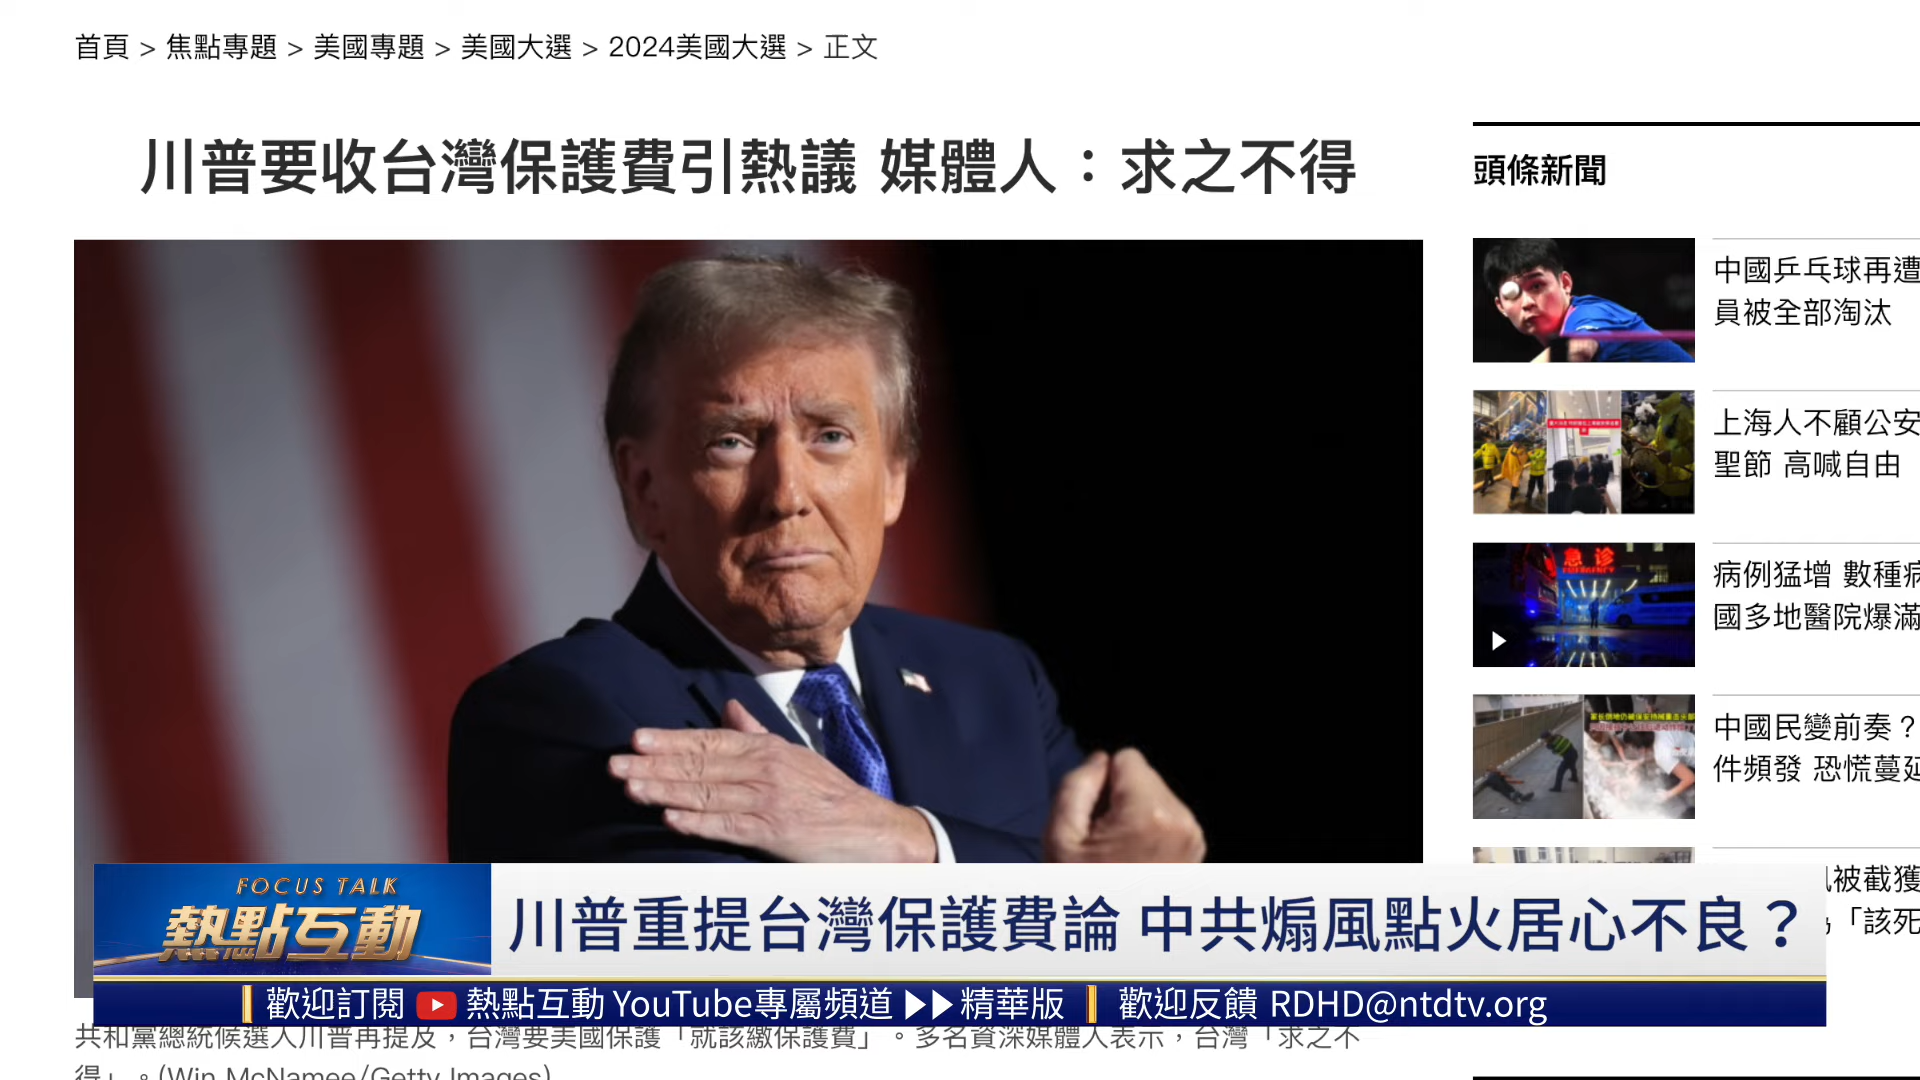 首頁 > 焦點專題 > 美國專題 > 美國大選 > 2024美國大選 > 正文
川普要收台灣保護費引熱議 媒體人：求之不得
頭條新聞
中國乒乓球再遭
員被全部淘汰
上海人不顧公安
聖節 高喊自由
急诊
EMERGENCY
病例猛增 數種病
國多地醫院爆滿
中國民變前奏？
件頻發 恐慌蔓延
被截獲
「該死
FOCUS TALK
熱點互動
川普重提台灣保護費論 中共煽風點火居心不良？
歡迎訂閱 熱點互動 YouTube專屬頻道 ▶▶ 精華版 歡迎反饋 RDHD@ntdtv.org
共和黨總統候選人川普再提及，台灣要美國保護「就該繳保護費」。多名資深媒體人表示，台灣「求之不
得」。(Win McNamee/Getty Images)